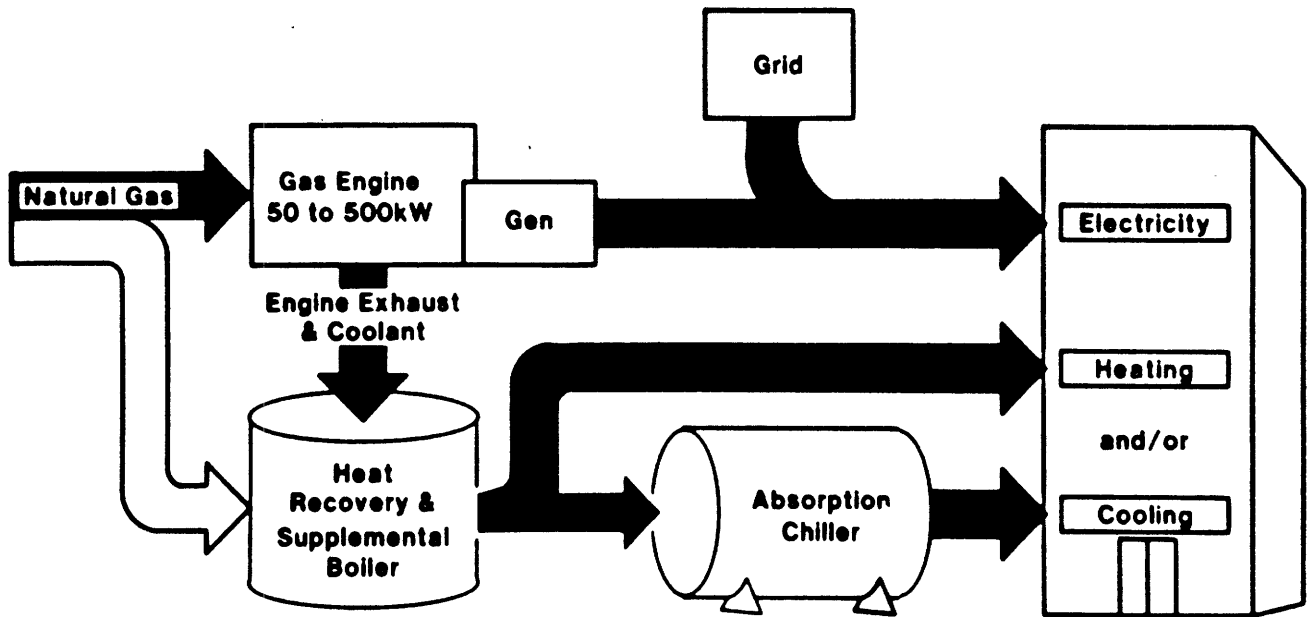 Grid
Natural Gas
Gas Engine
50 to 500kW
Gen
Electricity
Engine Exhaust
& Coolant
Heating
and/or
Heat
Recovery &
Supplemental
Boiler
Absorption
Chiller
Cooling